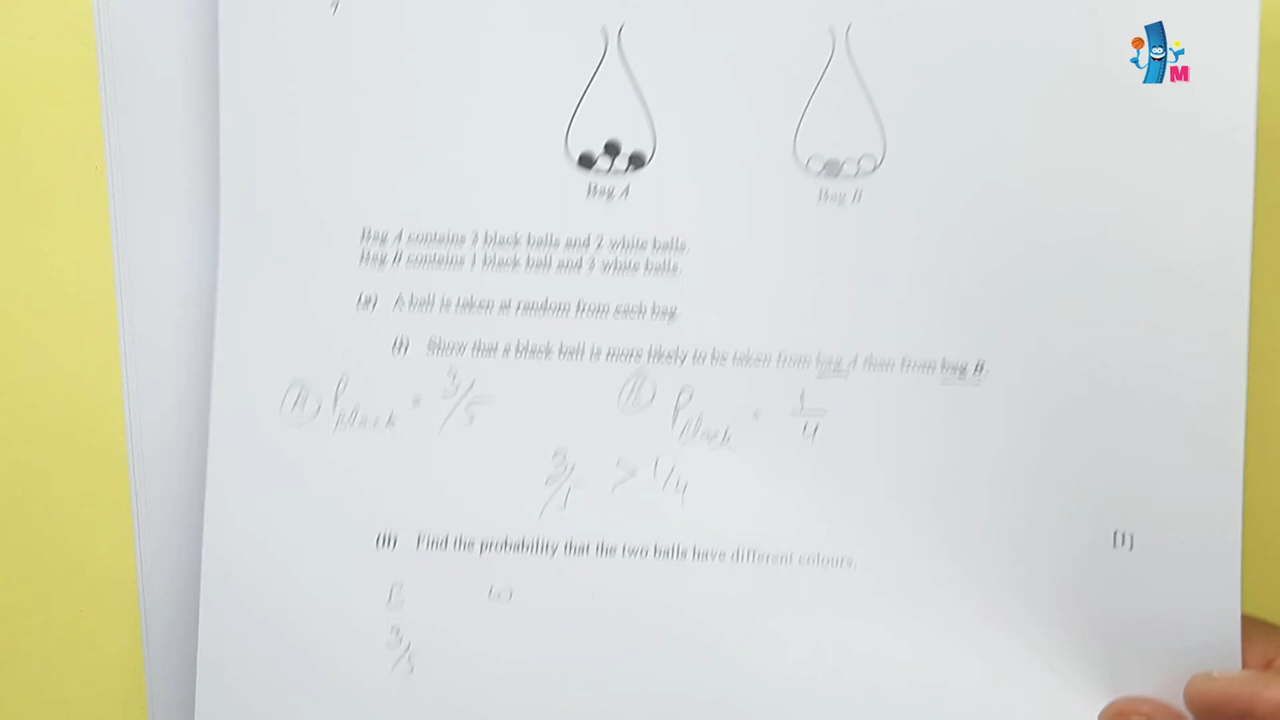 M
Bag A
Bag B
Bag A contains 3 black balls and 2 white balls.
Bag B contains 1 black ball and 3 white balls.
(a) A ball is taken at random from each bag.
(i) Show that a black ball is more likely to be taken from bag A than from bag B.
(A) P Black = 3/5
P Black = 1/4
3/5 > 1/4
[1]
(ii) Find the probability that the two balls have different colours.
B W
3/5